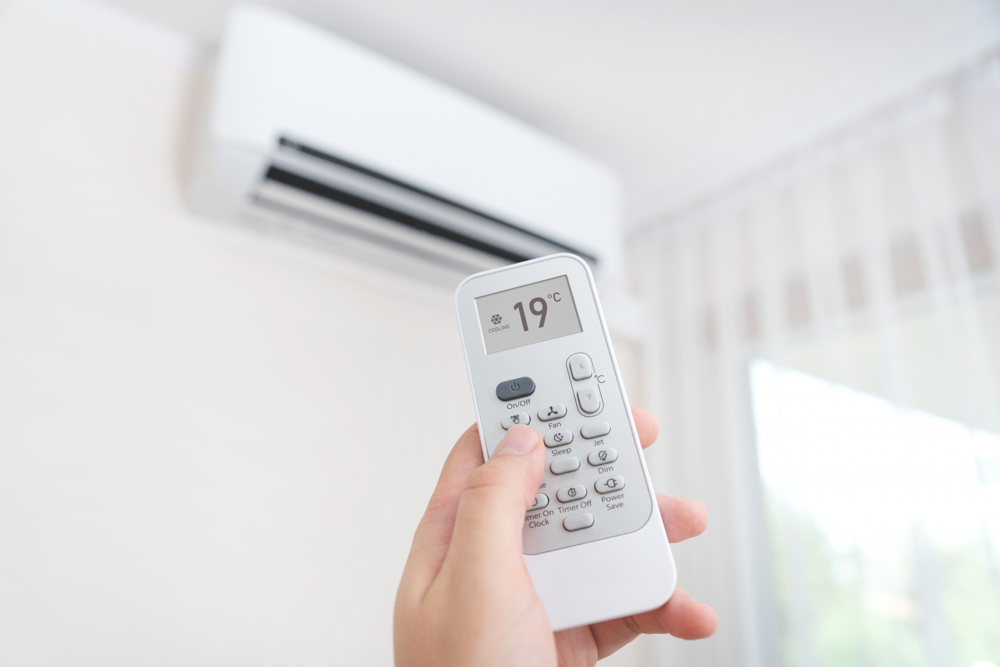 19 °C
COOLING
°C
On/Off
Fan
Jet
Sleep
Dim
Timer Off
Power
Save
Clock